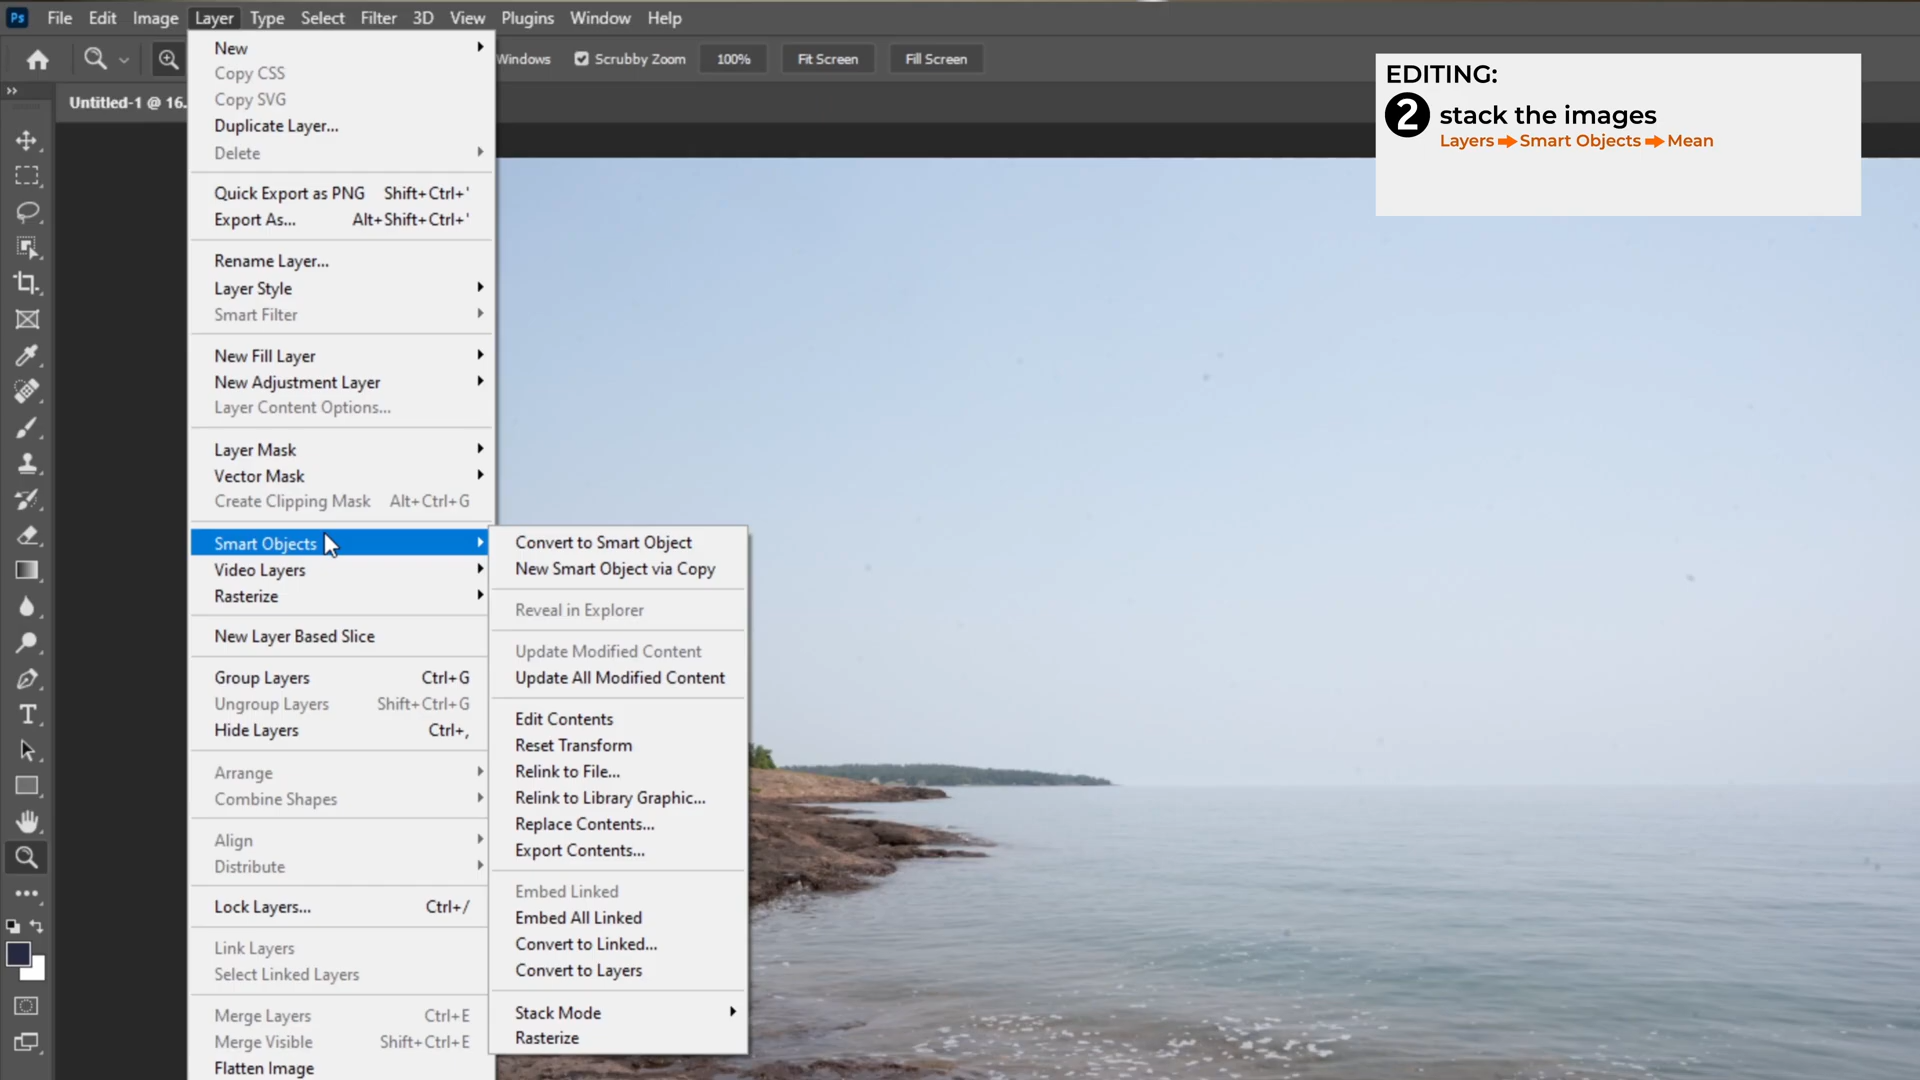 Ps File Edit Image Layer Type Select Filter 3D View Plugins Window Help
Windows Scrubby Zoom 100% Fit Screen Fill Screen
Untitled-1 @ 16.
New
Copy CSS
Copy SVG
Duplicate Layer...
Delete
Quick Export as PNG Shift+Ctrl+'
Export As... Alt+Shift+Ctrl+'
Rename Layer...
Layer Style
Smart Filter
New Fill Layer
New Adjustment Layer
Layer Content Options...
Layer Mask
Vector Mask
Create Clipping Mask Alt+Ctrl+G
Smart Objects
Video Layers
Rasterize
New Layer Based Slice
Group Layers Ctrl+G
Ungroup Layers Shift+Ctrl+G
Hide Layers Ctrl+,
Arrange
Combine Shapes
Align
Distribute
Lock Layers... Ctrl+/
Link Layers
Select Linked Layers
Merge Layers Ctrl+E
Merge Visible Shift+Ctrl+E
Flatten Image
Convert to Smart Object
New Smart Object via Copy
Reveal in Explorer
Update Modified Content
Update All Modified Content
Edit Contents
Reset Transform
Relink to File...
Relink to Library Graphic...
Replace Contents...
Export Contents...
Embed Linked
Embed All Linked
Convert to Linked...
Convert to Layers
Stack Mode
Rasterize
EDITING:
2 stack the images
Layers ➡ Smart Objects ➡ Mean